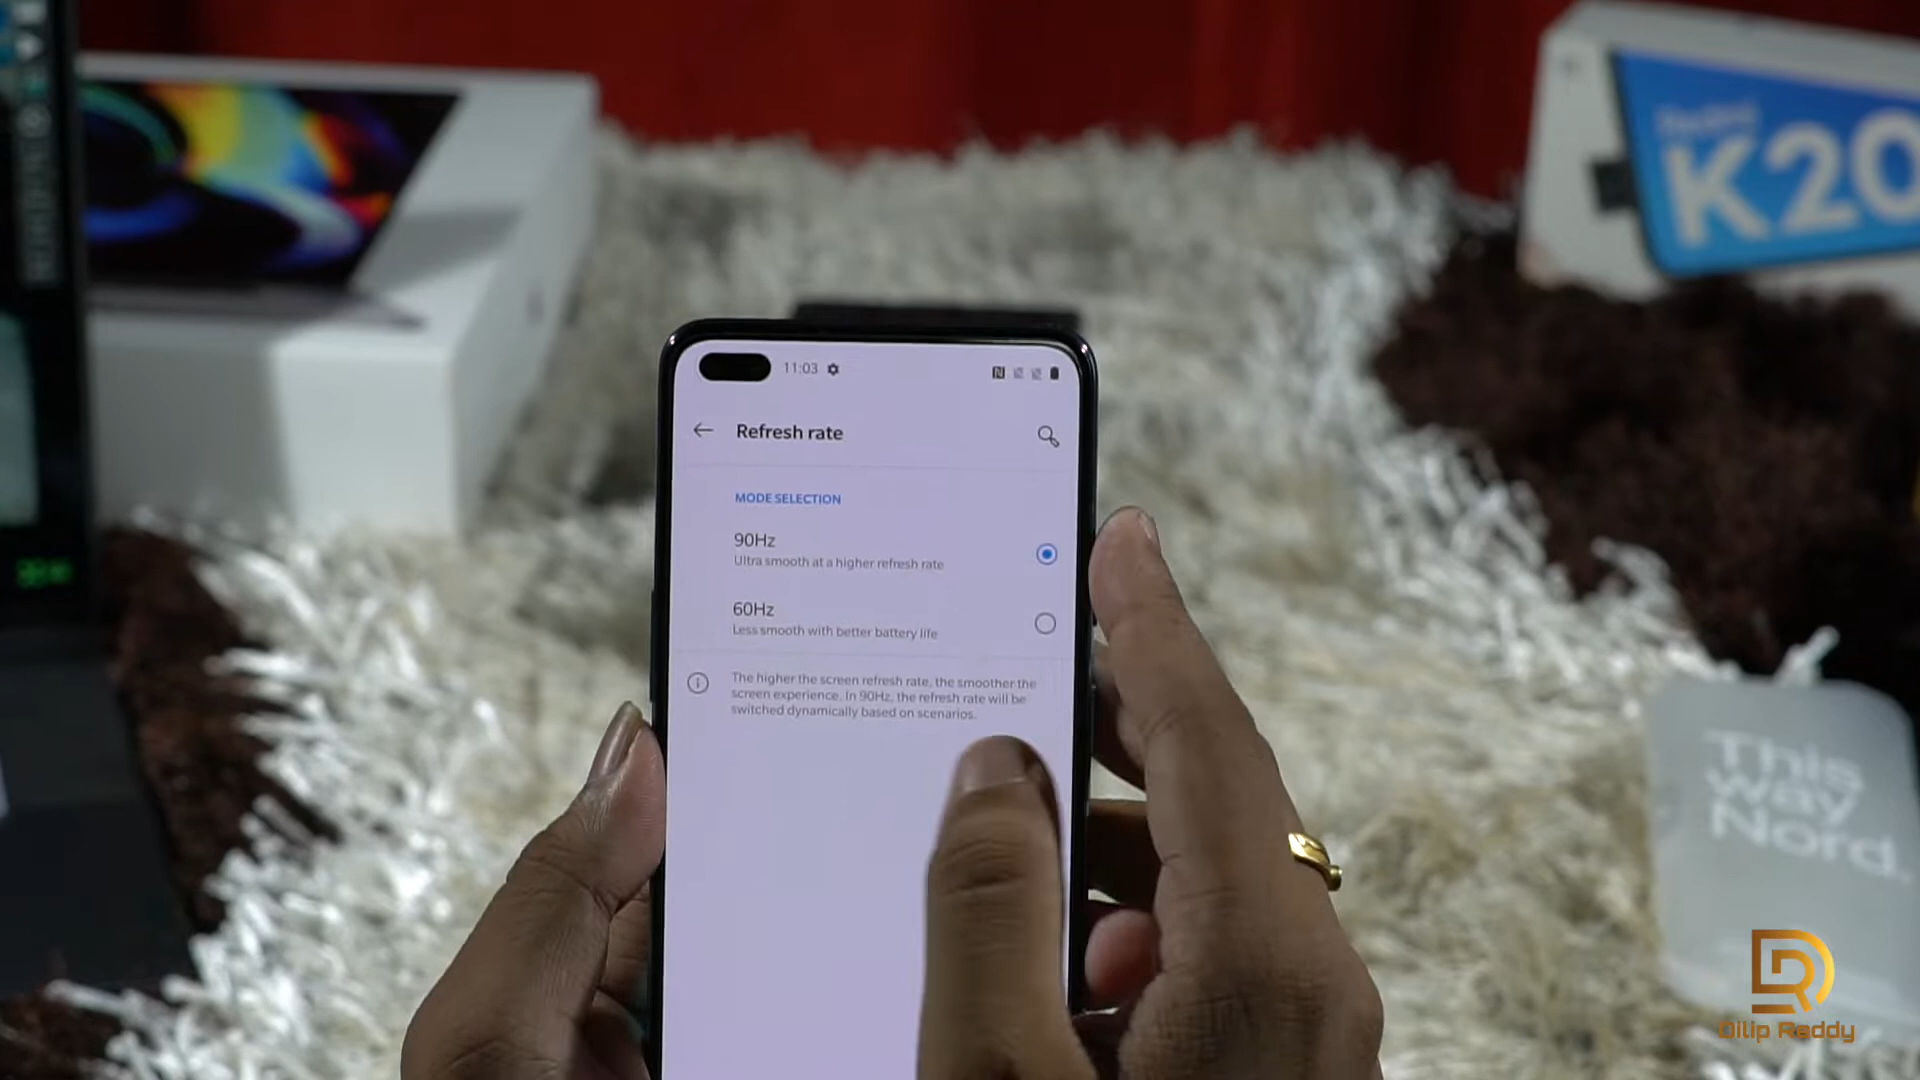 Redmi
K20
11:03
Refresh rate
MODE SELECTION
90Hz
Ultra smooth at a higher refresh rate
60Hz
Less smooth with better battery life
The higher the screen refresh rate, the smoother the
screen experience. In 90Hz, the refresh rate will be
switched dynamically based on scenarios.
This
Way
Nord.
Dilip Reddy